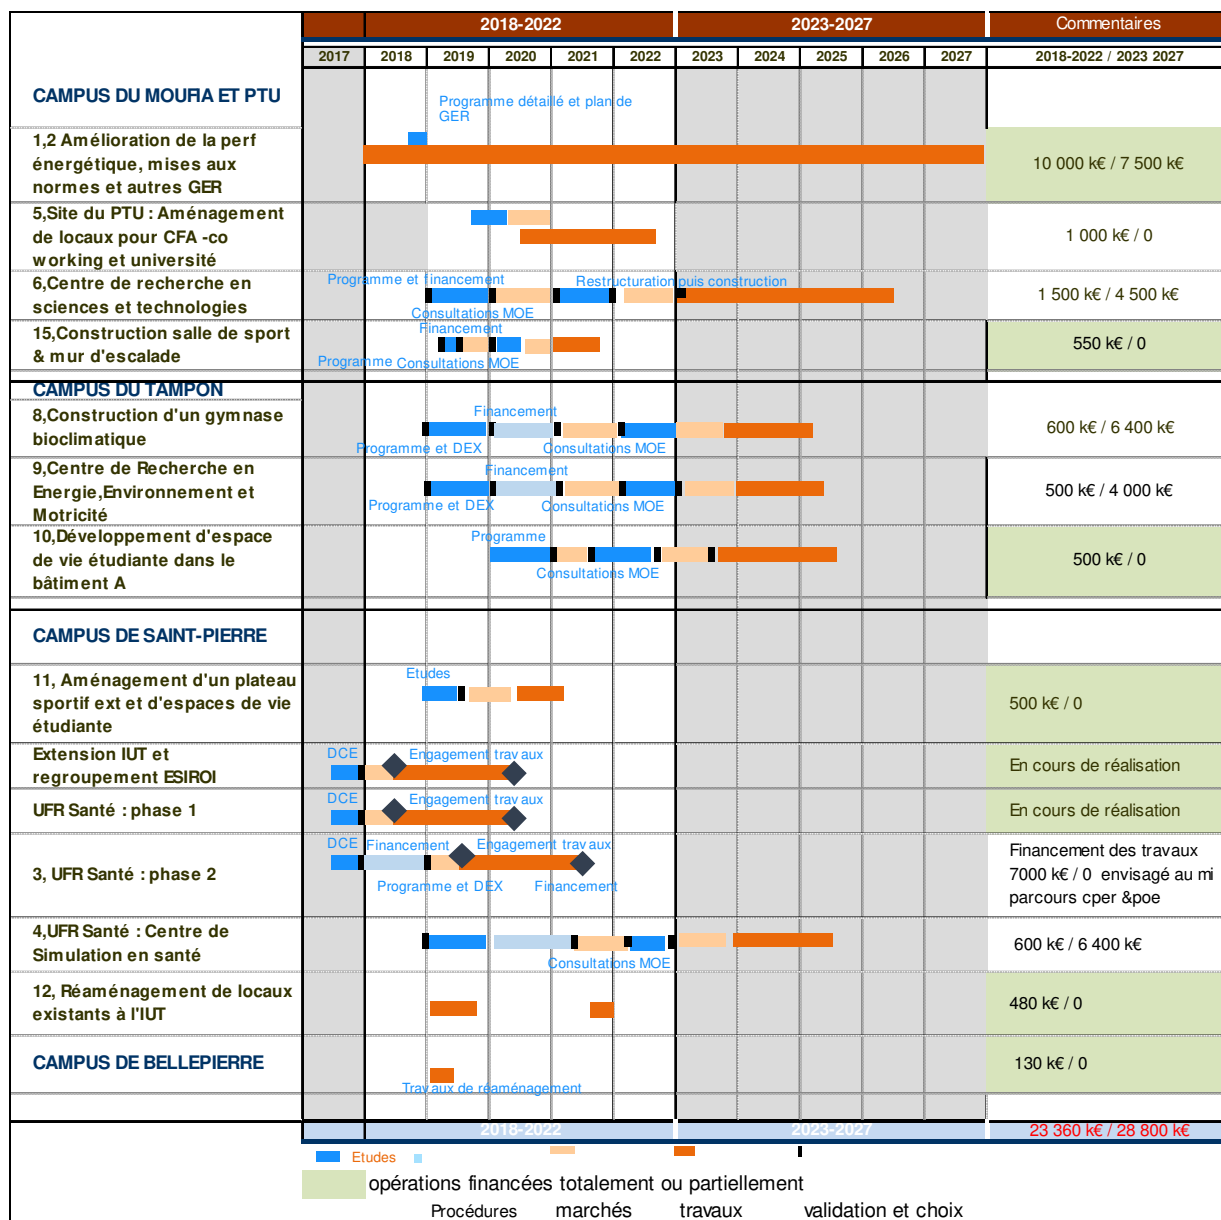 2018-2022 2023-2027 Commentaires
2017 2018 2019 2020 2021 2022 2023 2024 2025 2026 2027 2018-2022 / 2023 2027
CAMPUS DU MOUFIA ET PTU
Programme détaillé et plan de
GER
1,2 Amélioration de la perf
énergétique, mises aux
normes et autres GER
10 000 k€ / 7 500 k€
5,Site du PTU : Aménagement
de locaux pour CFA -co
working et université
1 000 k€ / 0
6,Centre de recherche en
sciences et technologies
Programme et financement
Restructuration puis construction
Consultations MOE
1 500 k€ / 4 500 k€
15,Construction salle de sport
& mur d'escalade
Financement
Programme Consultations MOE
550 k€ / 0
CAMPUS DU TAMPON
8,Construction d'un gymnase
bioclimatique
Financement
Programme et DEX
Consultations MOE
600 k€ / 6 400 k€
9,Centre de Recherche en
Energie,Environnement et
Motricité
Financement
Programme et DEX
Consultations MOE
500 k€ / 4 000 k€
10,Développement d'espace
de vie étudiante dans le
bâtiment A
Programme
Consultations MOE
500 k€ / 0
CAMPUS DE SAINT-PIERRE
11, Aménagement d'un plateau
sportif ext et d'espaces de vie
étudiante
Etudes
500 k€ / 0
Extension IUT et
regroupement ESIROI
DCE
Engagement travaux
En cours de réalisation
UFR Santé : phase 1
DCE
Engagement travaux
En cours de réalisation
3, UFR Santé : phase 2
DCE
Financement
Engagement travaux
Programme et DEX
Financement
Financement des travaux
7000 k€ / 0 envisagé au mi
parcours cper &poe
4,UFR Santé : Centre de
Simulation en santé
Consultations MOE
600 k€ / 6 400 k€
12, Réaménagement de locaux
existants à l'IUT
480 k€ / 0
CAMPUS DE BELLEPIERRE
Travaux de réaménagement
130 k€ / 0
2018-2022 2023-2027 23 360 k€ / 28 800 k€
Etudes
opérations financées totalement ou partiellement
Procédures marchés travaux validation et choix